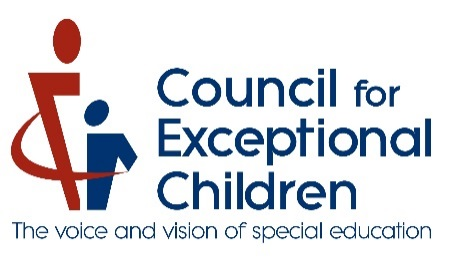 Council for
Exceptional
Children
The voice and vision of special education